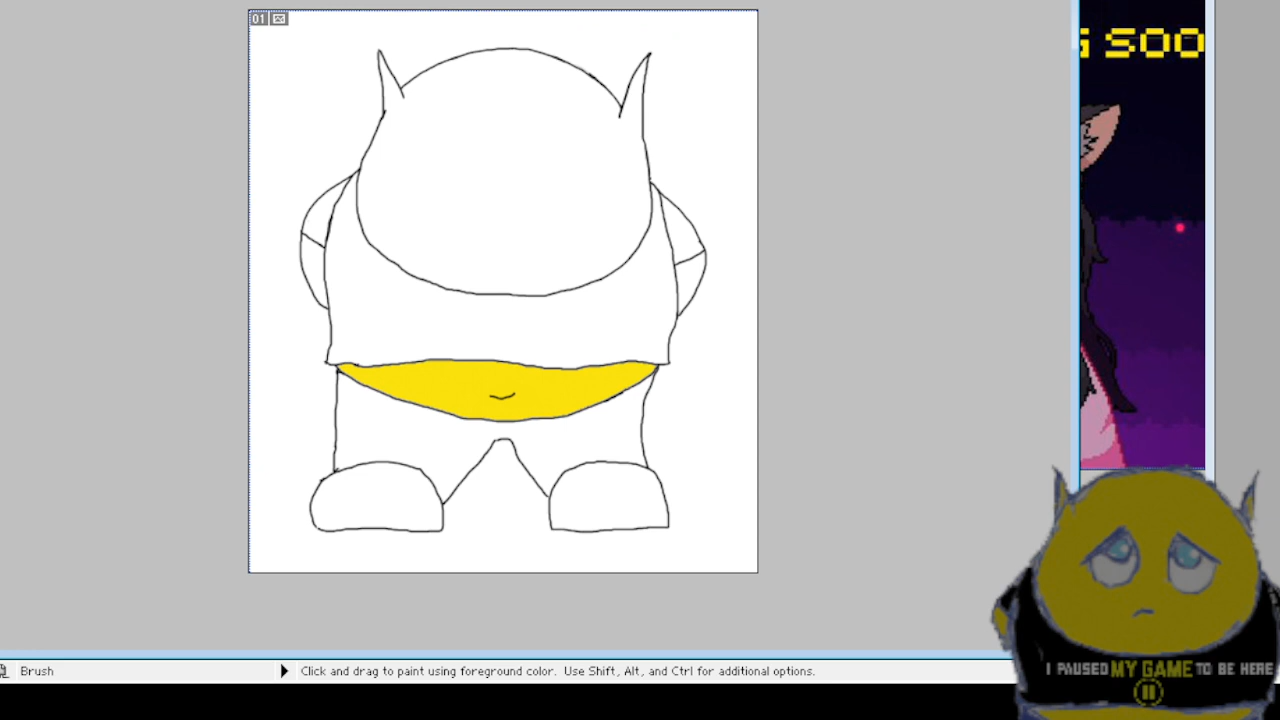 01
G SOO
I PAUSED MY GAME TO BE HERE
Brush
Click and drag to paint using foreground color. Use Shift, Alt, and Ctrl for additional options.